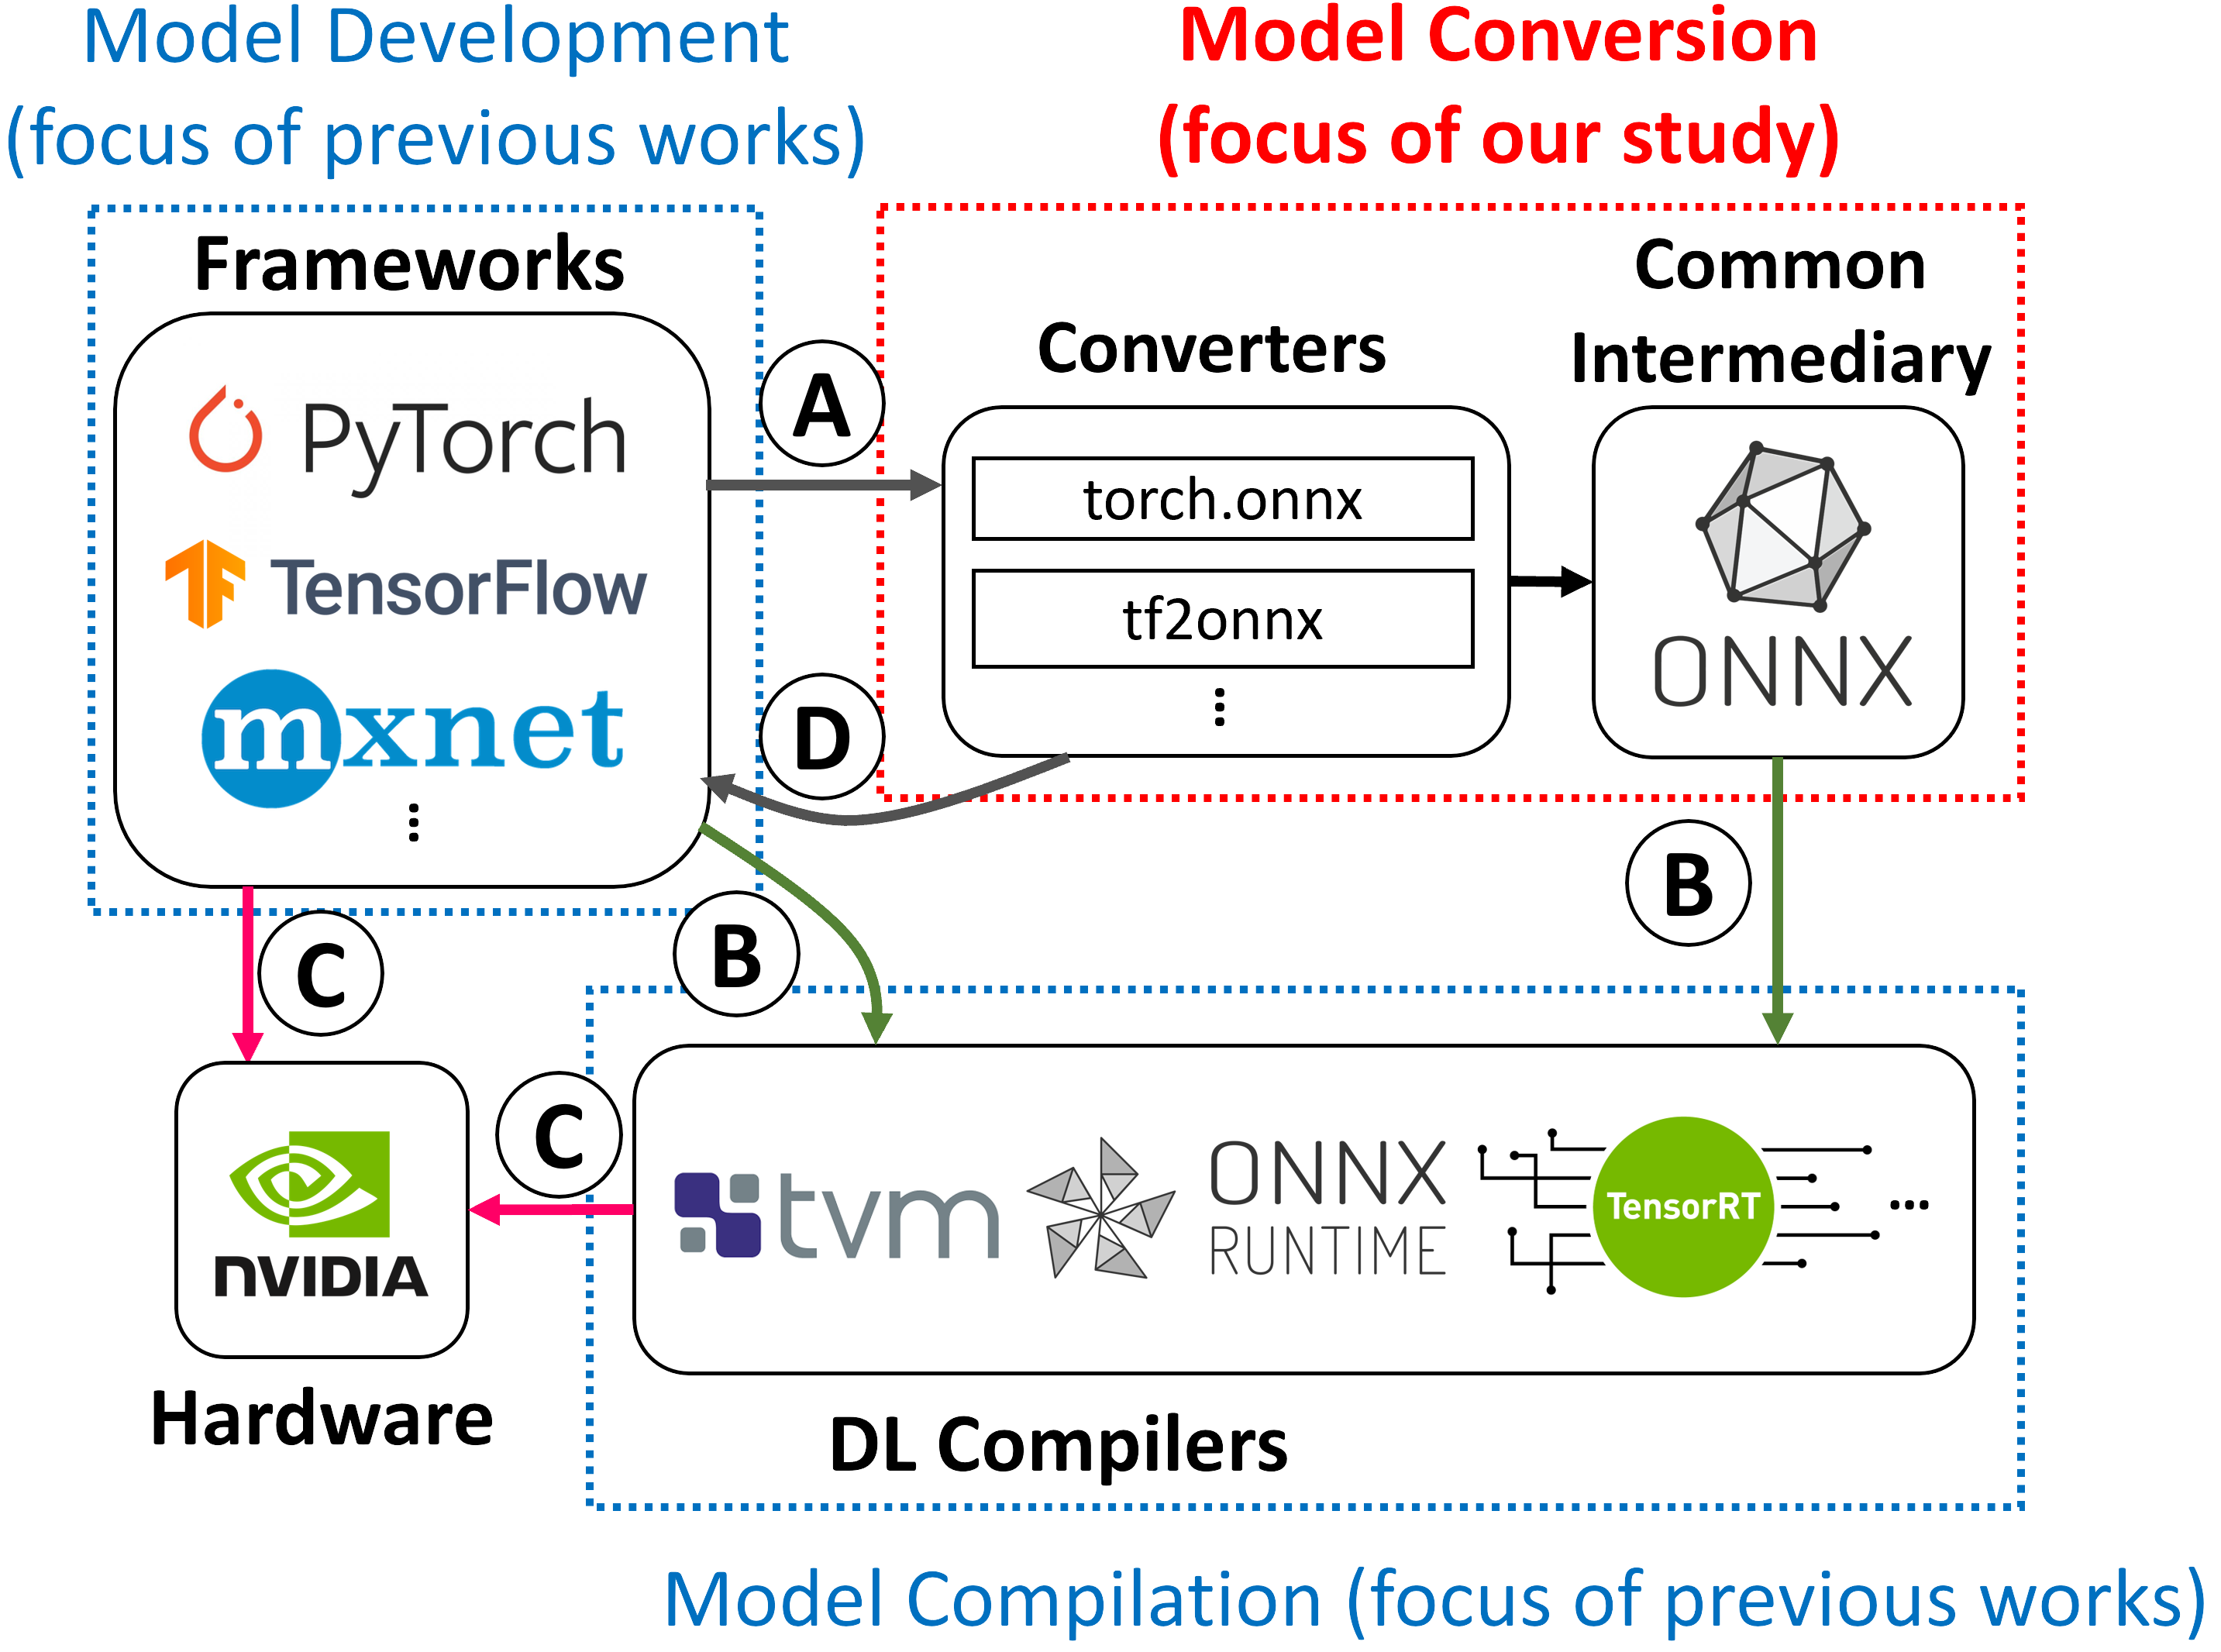 Model Development
(focus of previous works)
Model Conversion
(focus of our study)
Frameworks
PyTorch
TensorFlow
mxnet
⋮
A
D
Converters
torch.onnx
tf2onnx
⋮
Common
Intermediary
ONNX
B
B
C
C
nVIDIA
Hardware
tvm
ONNX
RUNTIME
TensorRT
...
DL Compilers
Model Compilation (focus of previous works)